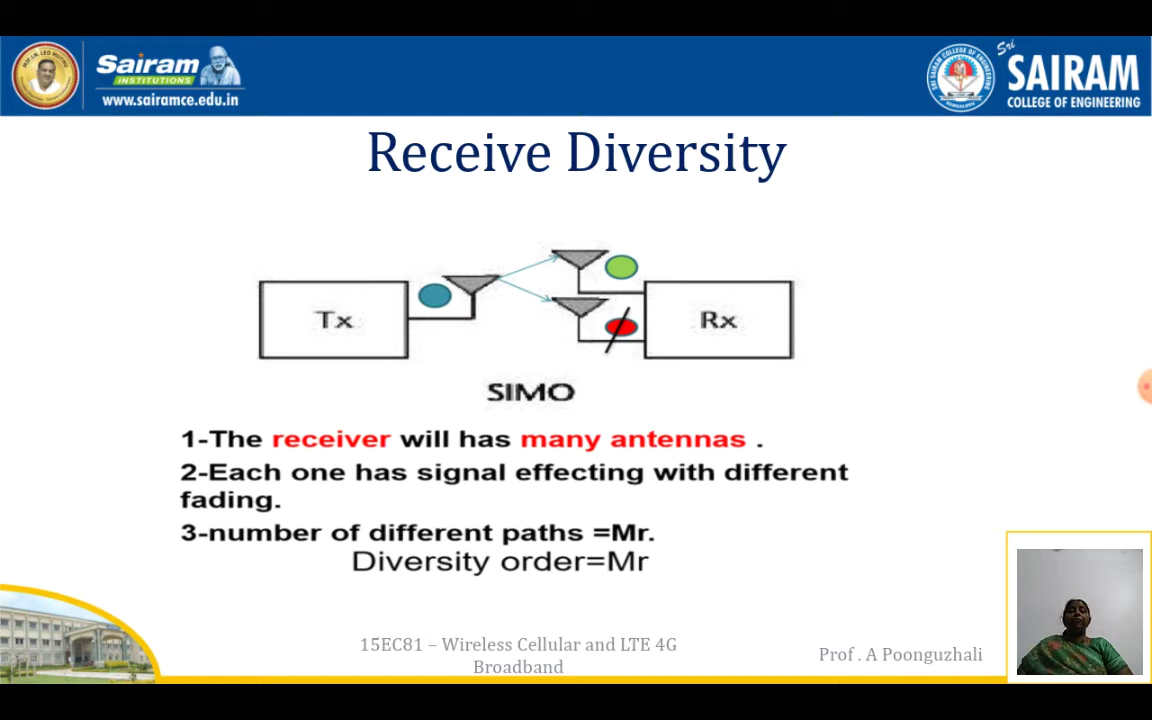 Sairam
INSTITUTIONS
www.sairamce.edu.in
Sri
SAIRAM
COLLEGE OF ENGINEERING
Receive Diversity
Tx
Rx
SIMO
1-The receiver will has many antennas .
2-Each one has signal effecting with different
fading.
3-number of different paths =Mr.
Diversity order=Mr
15EC81 – Wireless Cellular and LTE 4G
Broadband
Prof . A Poonguzhali